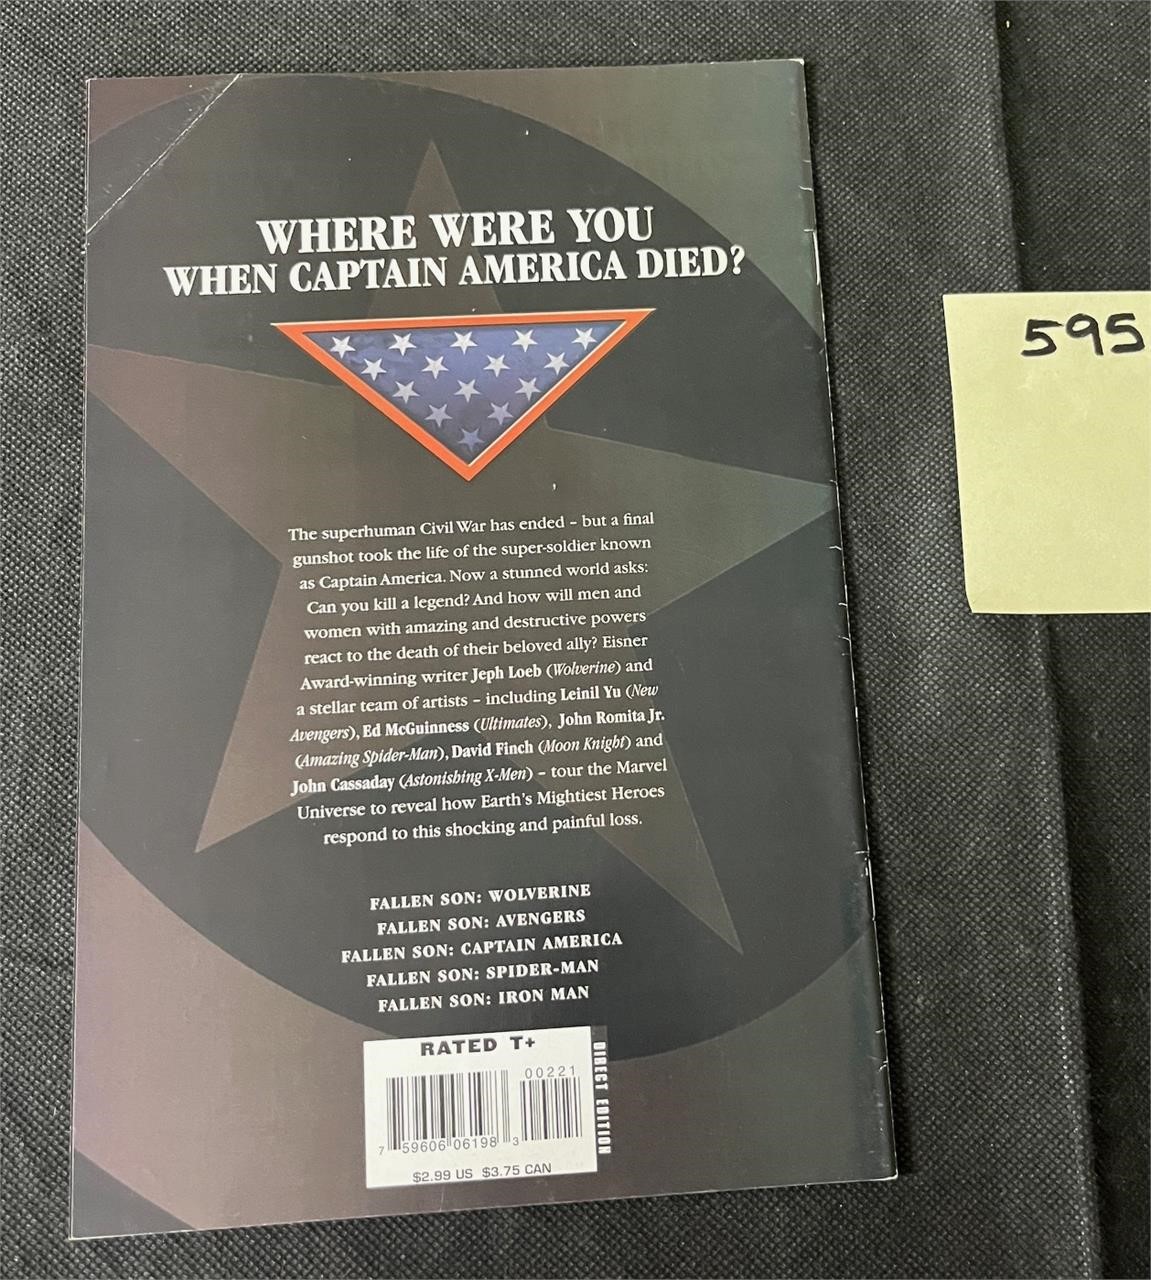 WHERE WERE YOU
WHEN CAPTAIN AMERICA DIED?
The superhuman Civil War has ended – but a final
gunshot took the life of the super-soldier known
as Captain America. Now a stunned world asks:
Can you kill a legend? And how will men and
women with amazing and destructive powers
react to the death of their beloved ally? Eisner
Award-winning writer Jeph Loeb (Wolverine) and
a stellar team of artists – including Leinil Yu (New
Avengers), Ed McGuinness (Ultimates), John Romita Jr.
(Amazing Spider-Man), David Finch (Moon Knight) and
John Cassaday (Astonishing X-Men) – tour the Marvel
Universe to reveal how Earth's Mightiest Heroes
respond to this shocking and painful loss.
FALLEN SON: WOLVERINE
FALLEN SON: AVENGERS
FALLEN SON: CAPTAIN AMERICA
FALLEN SON: SPIDER-MAN
FALLEN SON: IRON MAN
RATED T+
00221
7 59606 06198 3
$2.99 US $3.75 CAN
DIRECT EDITION
595